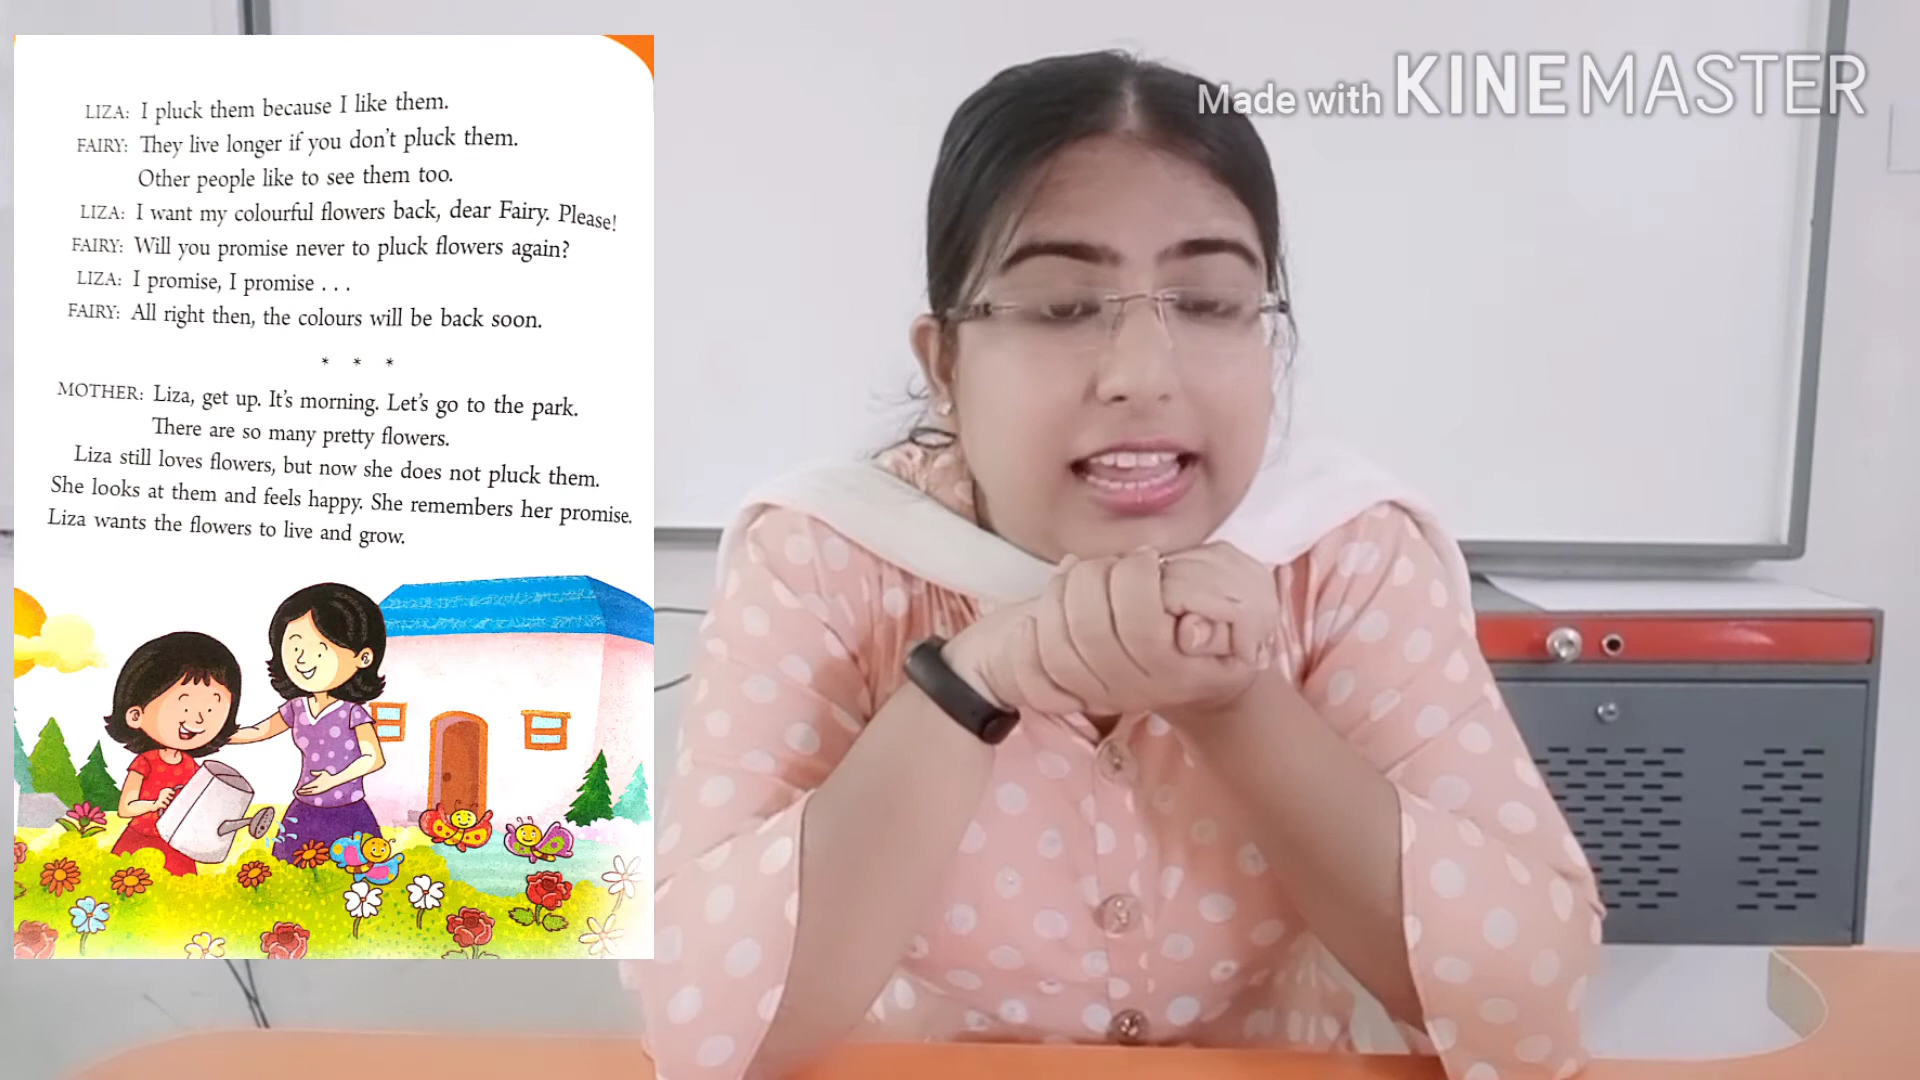 LIZA: I pluck them because I like them.
FAIRY: They live longer if you don't pluck them.
Other people like to see them too.
LIZA: I want my colourful flowers back, dear Fairy. Please!
FAIRY: Will you promise never to pluck flowers again?
LIZA: I promise, I promise . . .
FAIRY: All right then, the colours will be back soon.
* * *
MOTHER: Liza, get up. It's morning. Let's go to the park.
There are so many pretty flowers.
Liza still loves flowers, but now she does not pluck them.
She looks at them and feels happy. She remembers her promise.
Liza wants the flowers to live and grow.
Made with KINEMASTER